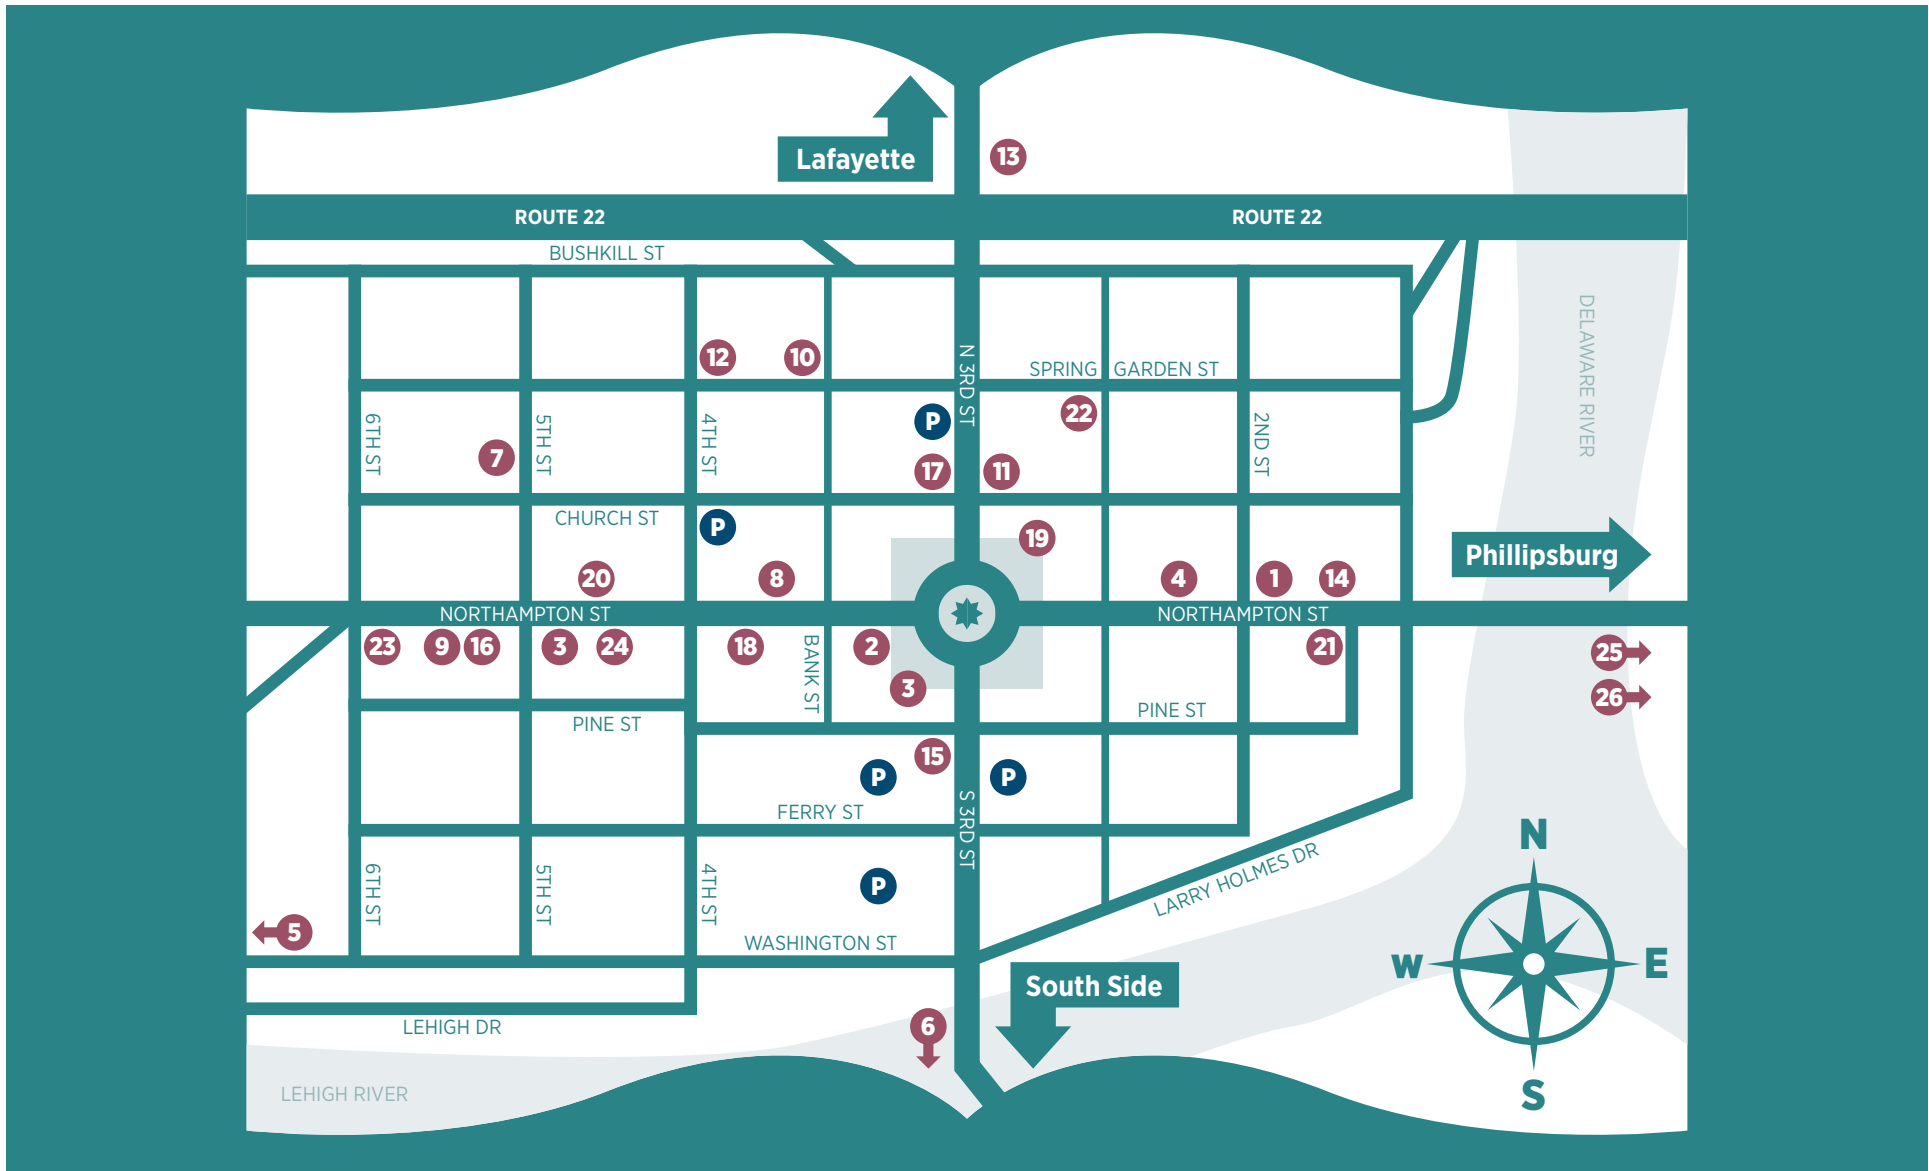 Lafayette
13
ROUTE 22
ROUTE 22
BUSHKILL ST
12
10
N 3RD ST
SPRING GARDEN ST
DELAWARE RIVER
6TH ST
7
5TH ST
4TH ST
P
17
11
22
2ND ST
CHURCH ST
P
19
Phillipsburg
20
8
4
1
14
NORTHAMPTON ST
NORTHAMPTON ST
23
9
16
3
24
18
BANK ST
2
3
21
25
26
PINE ST
PINE ST
15
P
P
FERRY ST
S 3RD ST
6TH ST
5TH ST
4TH ST
P
LARRY HOLMES DR
5
WASHINGTON ST
South Side
6
LEHIGH DR
LEHIGH RIVER
N
W
E
S